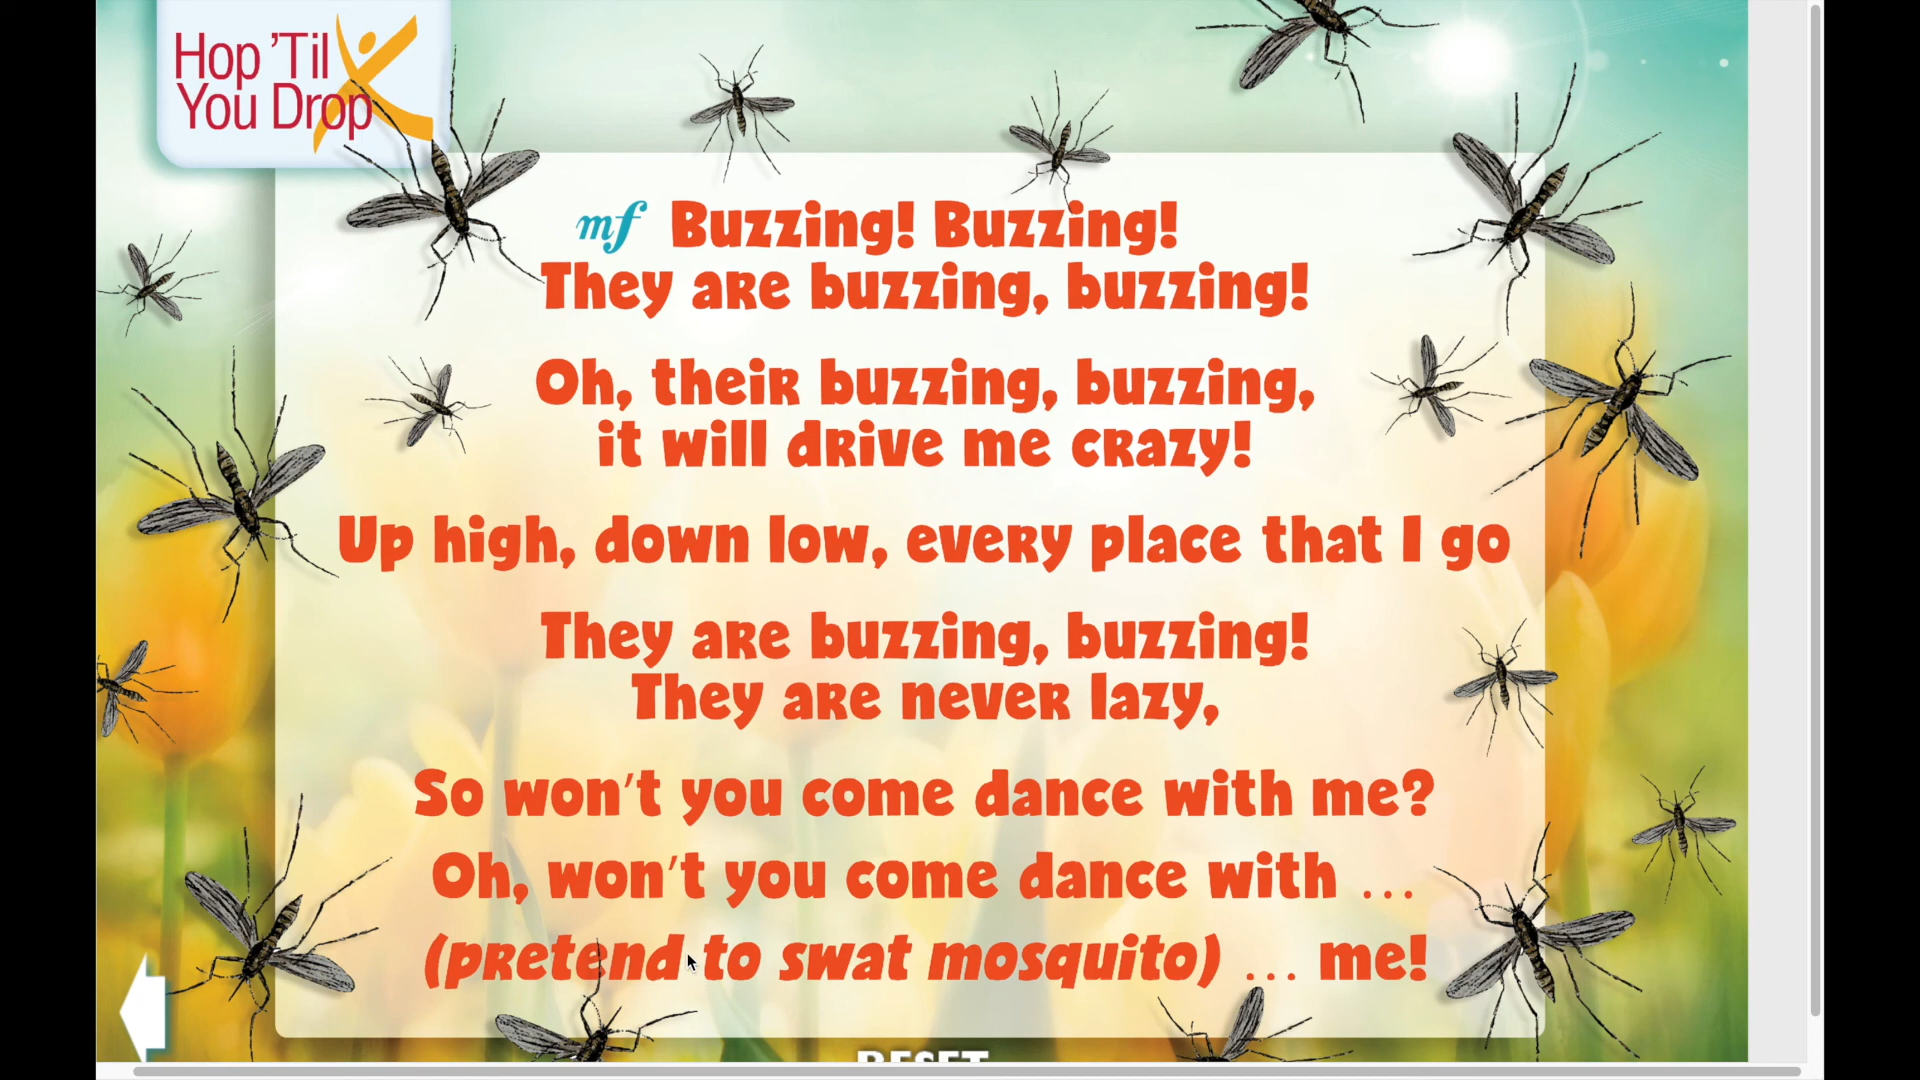 Hop ’Til
You Drop
mf Buzzing! Buzzing!
They are buzzing, buzzing!
Oh, their buzzing, buzzing,
it will drive me crazy!
Up high, down low, every place that I go
They are buzzing, buzzing!
They are never lazy,
So won’t you come dance with me?
Oh, won’t you come dance with ...
(pretend to swat mosquito) ... me!
RESET